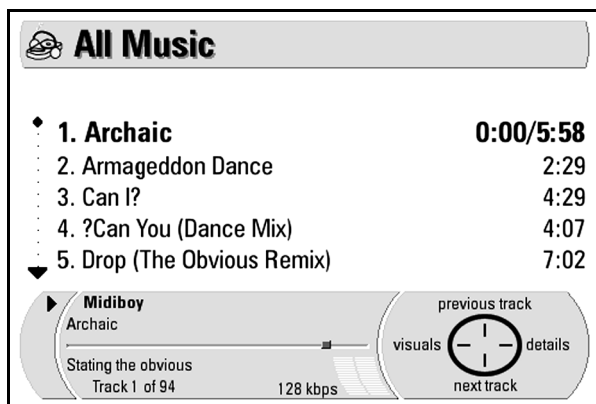 All Music
1. Archaic 0:00/5:58
2. Armageddon Dance 2:29
3. Can I? 4:29
4. ?Can You (Dance Mix) 4:07
5. Drop (The Obvious Remix) 7:02
Midiboy
Archaic
Stating the obvious
Track 1 of 94 128 kbps
previous track
visuals details
next track